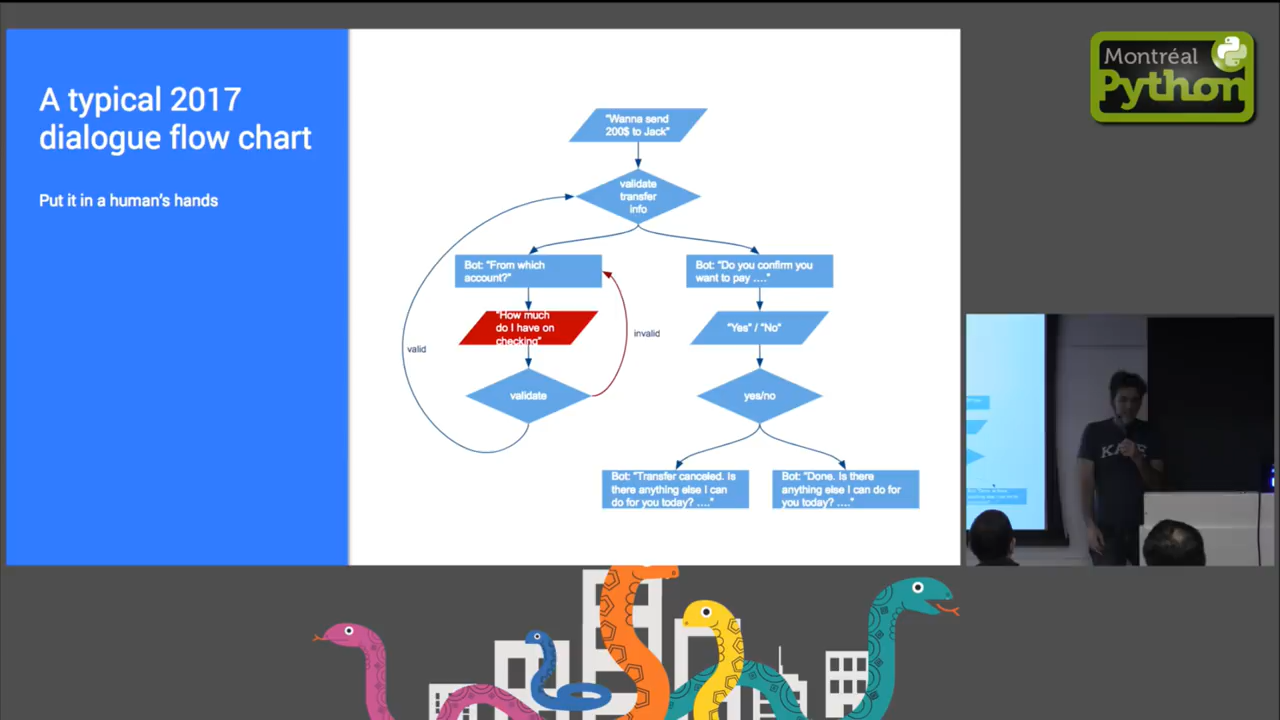 A typical 2017
dialogue flow chart
Put it in a human's hands
"Wanna send
200$ to Jack"
validate
transfer
info
Bot: "From which
account?"
Bot: "Do you confirm you
want to pay ...."
"How much
do I have on
checking"
"Yes" / "No"
invalid
valid
validate
yes/no
Bot: "Transfer canceled. Is
there anything else I can
do for you today? ...."
Bot: "Done. Is there
anything else I can do for
you today? ...."
Montréal
Python